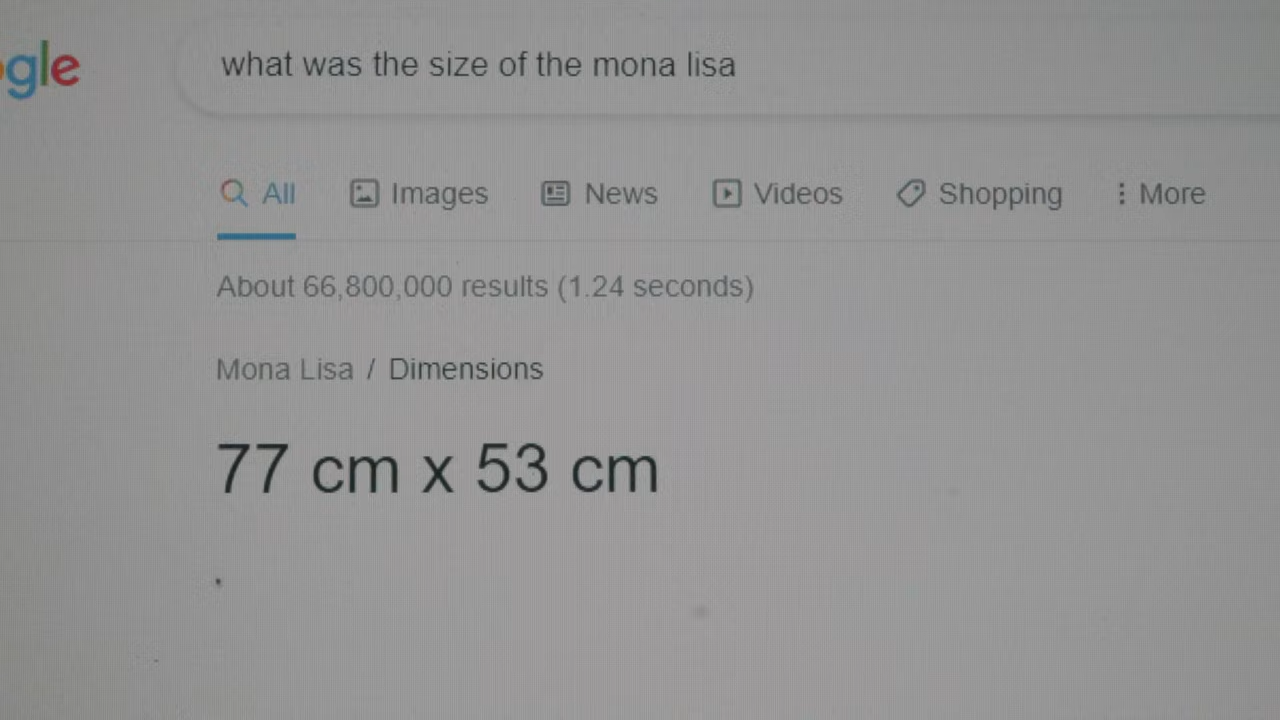 gle
what was the size of the mona lisa
All Images News Videos Shopping More
About 66,800,000 results (1.24 seconds)
Mona Lisa / Dimensions
77 cm x 53 cm